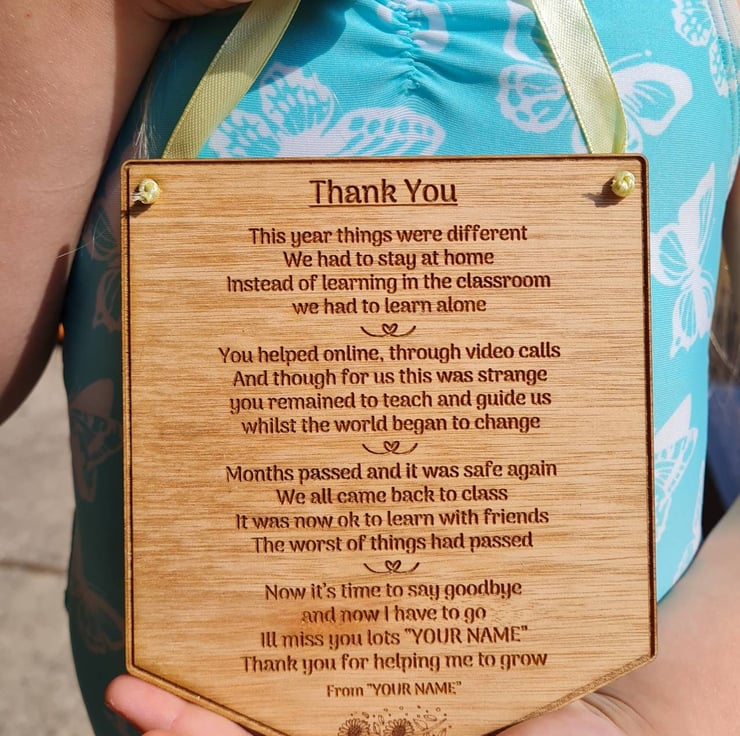 Thank You
This year things were different
We had to stay at home
Instead of learning in the classroom
we had to learn alone
You helped online, through video calls
And though for us this was strange
you remained to teach and guide us
whilst the world began to change
Months passed and it was safe again
We all came back to class
It was now ok to learn with friends
The worst of things had passed
Now it's time to say goodbye
and now I have to go
Ill miss you lots "YOUR NAME"
Thank you for helping me to grow
From "YOUR NAME"